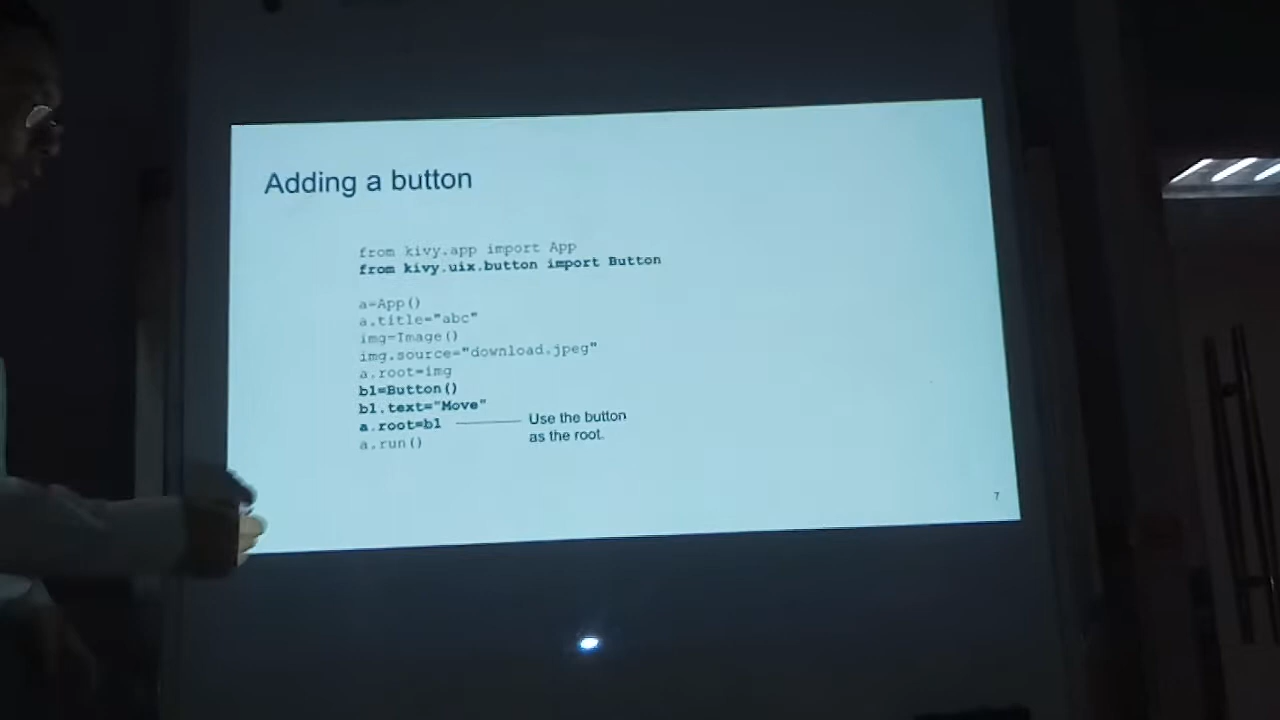 Adding a button
from kivy.app import App
from kivy.uix.button import Button
a=App()
a.title="abc"
img=Image()
img.source="download.jpeg"
a.root=img
b1=Button()
b1.text="Move"
a.root=b1
Use the button
as the root.
a.run()
7